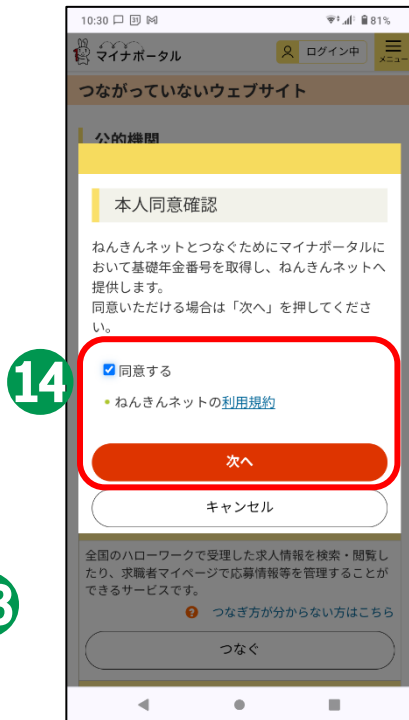 10:30 31 81%
マイナポータル ログイン中 メニュー
つながっていないウェブサイト
公的機関
本人同意確認
ねんきんネットとつなぐためにマイナポータルに
おいて基礎年金番号を取得し、ねんきんネットへ
提供します。
同意いただける場合は「次へ」を押してくださ
い。
14
同意する
ねんきんネットの利用規約
次へ
キャンセル
全国のハローワークで受理した求人情報を検索・閲覧し
たり、求職者マイページで応募情報等を管理することが
できるサービスです。
3
? つなぎ方が分からない方はこちら
つなぐ